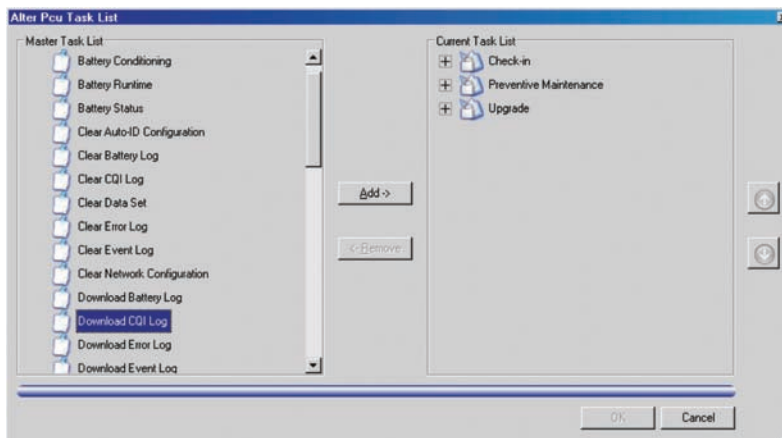 Alter Pcu Task List
Master Task List
Battery Conditioning
Battery Runtime
Battery Status
Clear Auto-ID Configuration
Clear Battery Log
Clear CQI Log
Clear Data Set
Clear Error Log
Clear Event Log
Clear Network Configuration
Download Battery Log
Download CQI Log
Download Error Log
Download Event Log
Add ->
<- Remove
Current Task List
Check-in
Preventive Maintenance
Upgrade
OK
Cancel